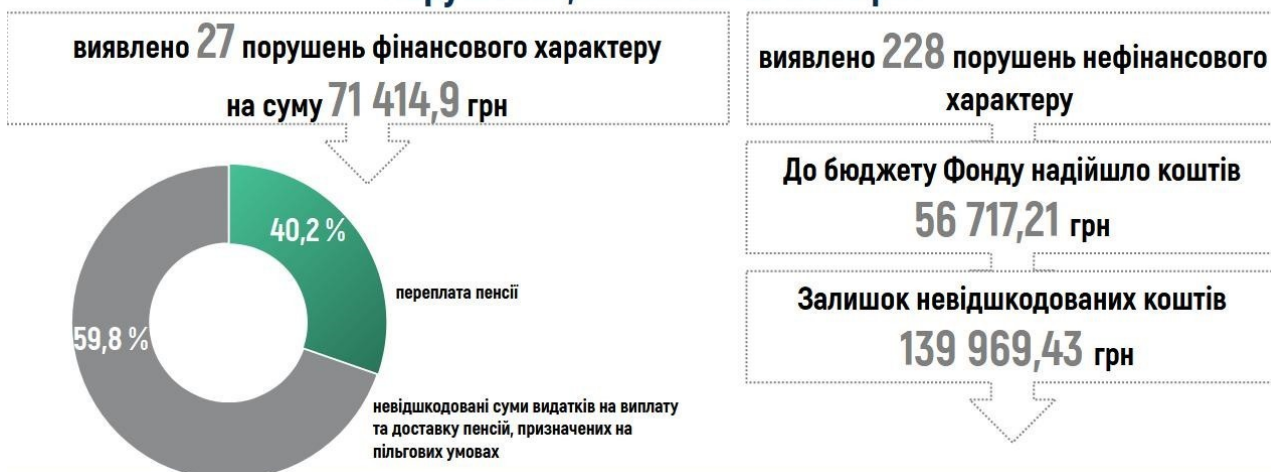 виявлено 27 порушень фінансового характеру
на суму 71 414,9 грн
виявлено 228 порушень нефінансового
характеру
До бюджету Фонду надійшло коштів
56 717,21 грн
Залишок невідшкодованих коштів
139 969,43 грн
40,2 %
переплата пенсії
59,8 %
невідшкодовані суми видатків на виплату
та доставку пенсій, призначених на
пільгових умовах